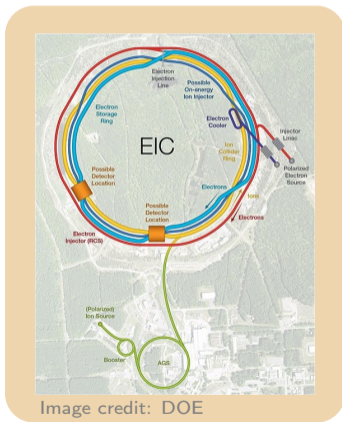 Electron
Injection
Line
Possible
On-energy
Ion Injector
Electron
Storage
Ring
Electron
Cooler
EIC
Injector
Linac
Ion
Collider
Ring
Polarized
Electron
Source
Possible
Detector
Location
Electrons
Ions
Possible
Detector
Location
Electrons
Electron
Injector (RCS)
(Polarized)
Ion Source
Booster
AGS
Image credit: DOE